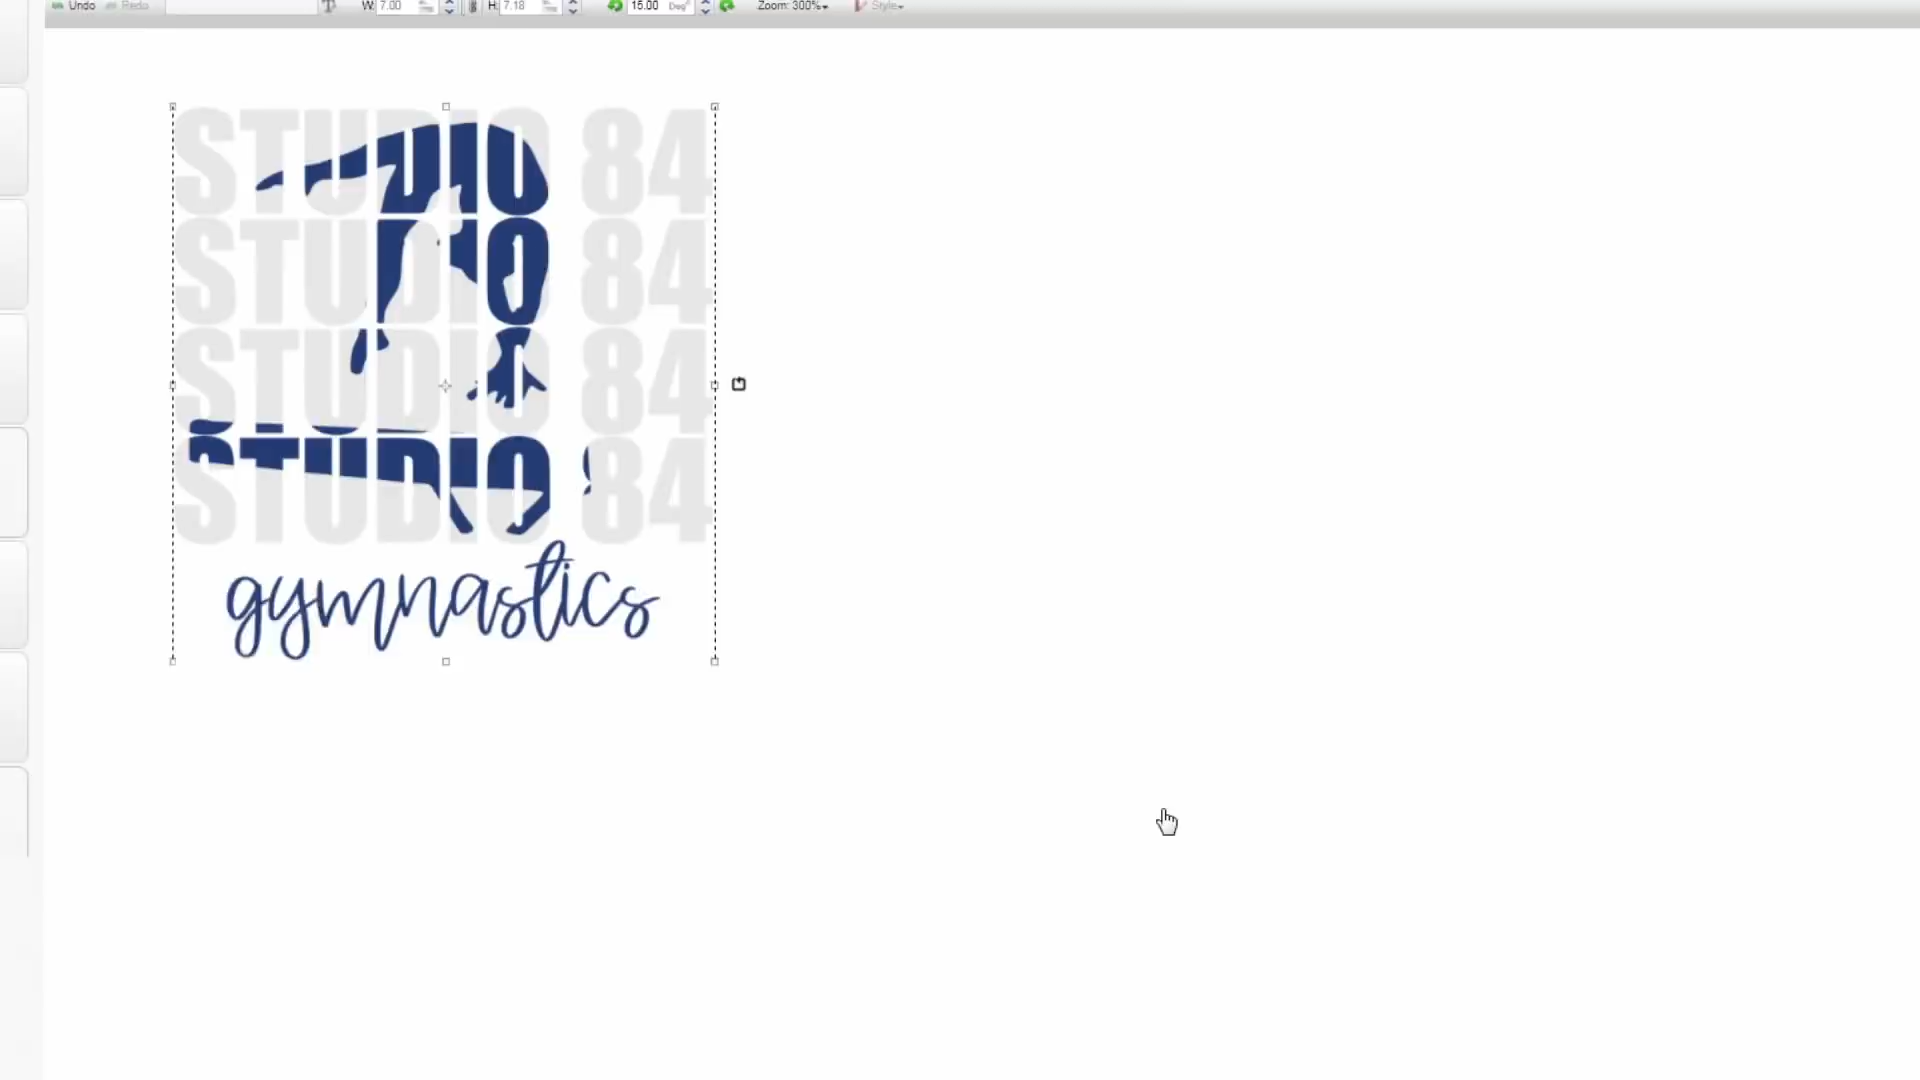 Undo Redo W: 7.00 H: 7.18 15.00 Deg° Zoom: 300% Style
STUDIO 84
STUDIO 84
STUDIO 84
STUDIO 84
gymnastics